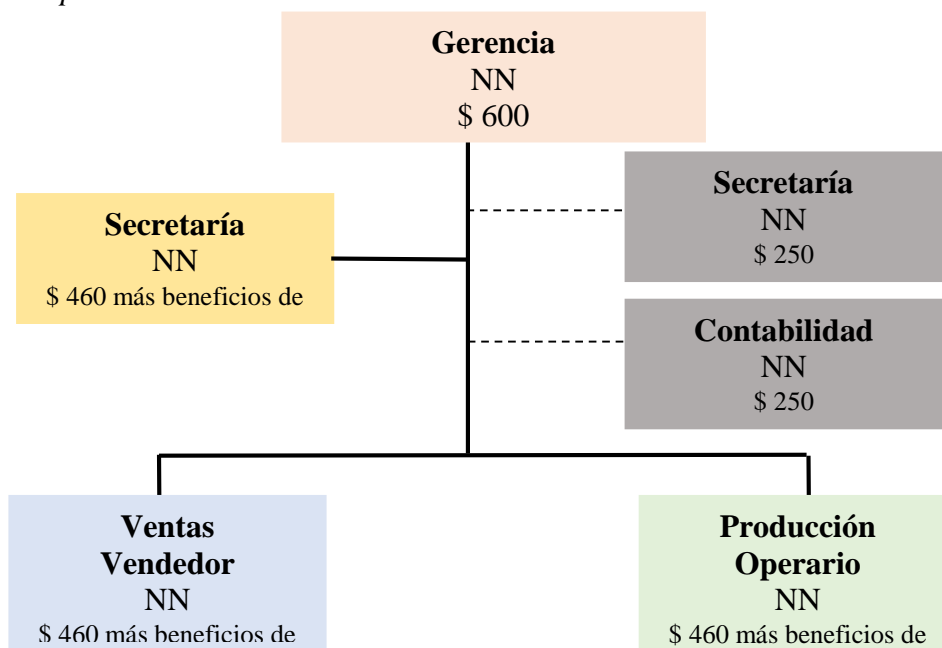 Gerencia
NN
$ 600
Secretaría
NN
$ 250
Secretaría
NN
$ 460 más beneficios de
Contabilidad
NN
$ 250
Ventas
Vendedor
NN
$ 460 más beneficios de
Producción
Operario
NN
$ 460 más beneficios de